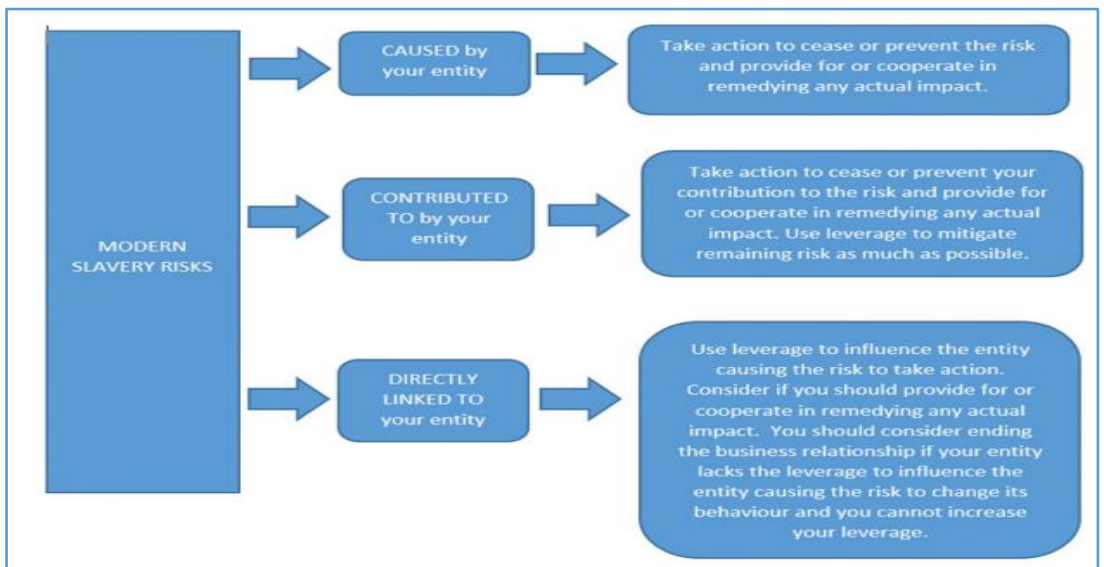 MODERN
SLAVERY RISKS
CAUSED by
your entity
Take action to cease or prevent the risk
and provide for or cooperate in
remedying any actual impact.
CONTRIBUTED
TO by your
entity
Take action to cease or prevent your
contribution to the risk and provide for
or cooperate in remedying any actual
impact. Use leverage to mitigate
remaining risk as much as possible.
DIRECTLY
LINKED TO
your entity
Use leverage to influence the entity
causing the risk to take action.
Consider if you should provide for or
cooperate in remedying any actual
impact.  You should consider ending
the business relationship if your entity
lacks the leverage to influence the
entity causing the risk to change its
behaviour and you cannot increase
your leverage.